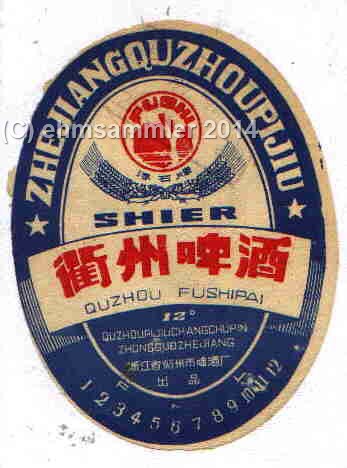 ZHEJIANGQUZHOUPIJIU
(C) ehmsammler 2014
FUSHI
浮石牌
SHIER
衢州啤酒
QUZHOU FUSHIPAI
12°
QUZHOUPIJIUCHANGCHUPIN
ZHONGGUOZHEJIANG
浙江省衢州市啤酒厂
出品
1 2 3 4 5 6 7 8 9 10 11 12